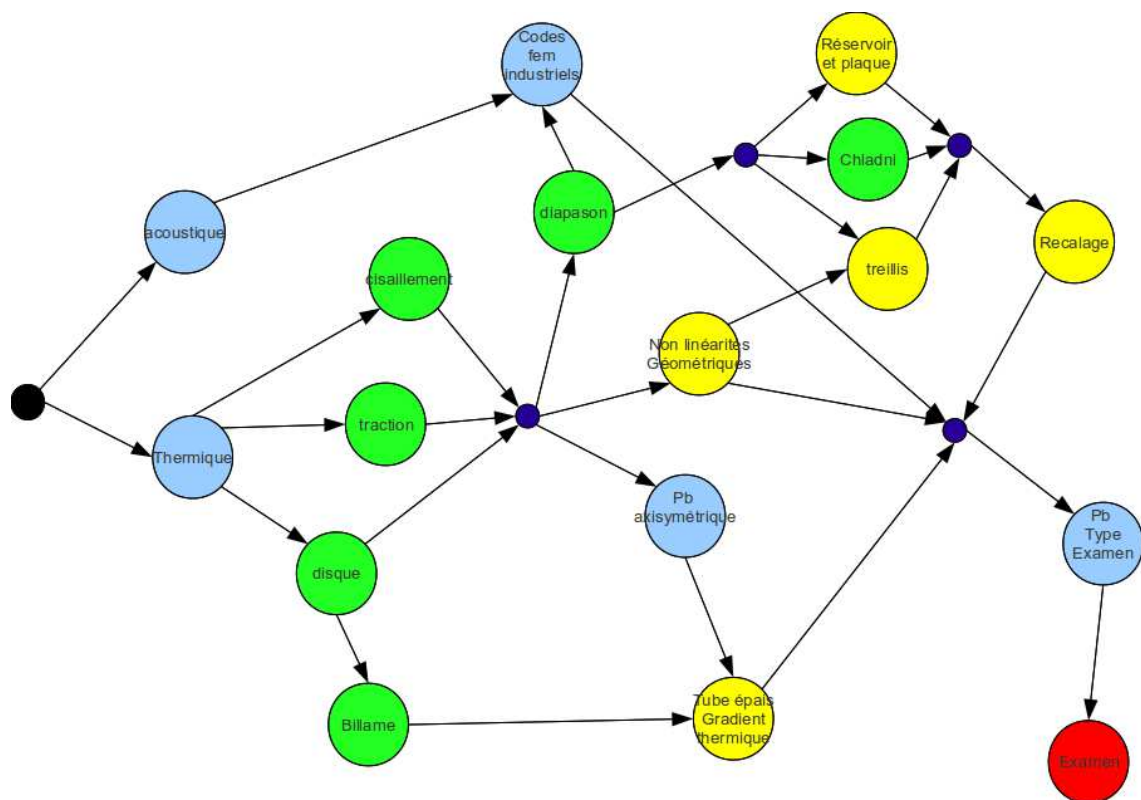 Codes
fem
industriels
Réservoir
et plaque
Chladni
diapason
acoustique
Recalage
cisaillement
treillis
Non linéarités
Géométriques
traction
Thermique
Pb
axisymétrique
Pb
Type
Examen
disque
Billame
Tube épais
Gradient
thermique
Examen